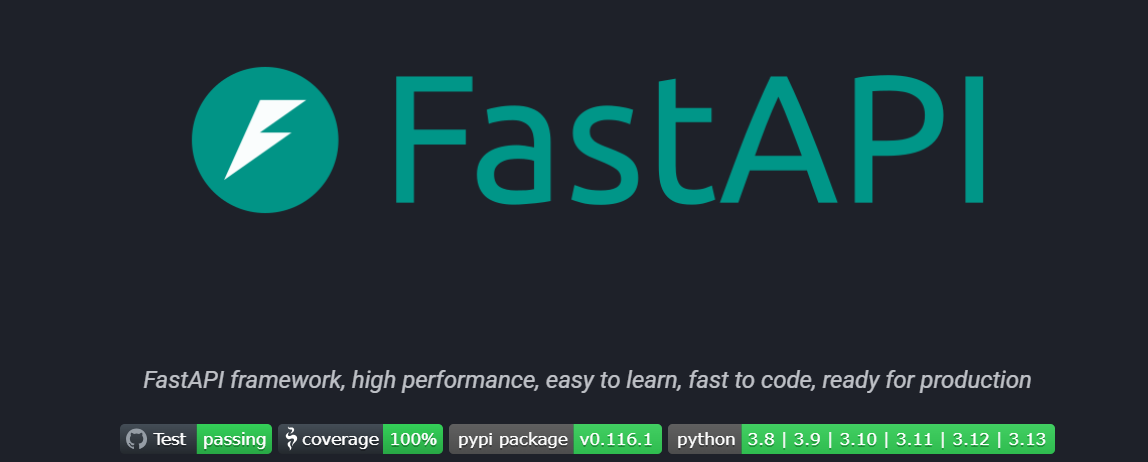 FastAPI
FastAPI framework, high performance, easy to learn, fast to code, ready for production
Test passing coverage 100% pypi package v0.116.1 python 3.8 | 3.9 | 3.10 | 3.11 | 3.12 | 3.13